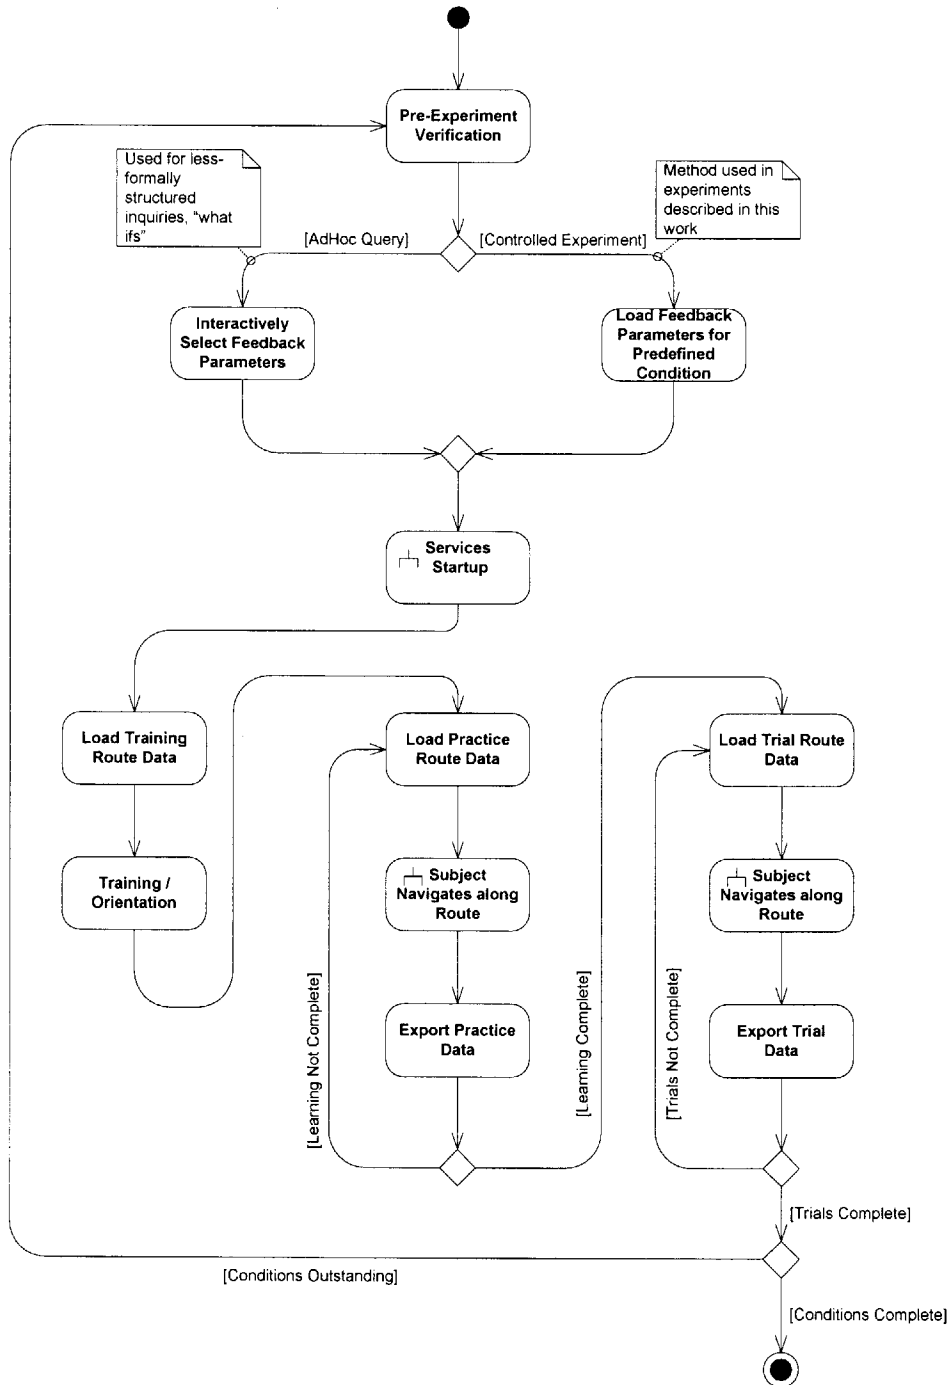 Pre-Experiment
Verification
Used for less-
formally
structured
inquiries, "what
ifs"
Method used in
experiments
described in this
work
[AdHoc Query]
[Controlled Experiment]
Interactively
Select Feedback
Parameters
Load Feedback
Parameters for
Predefined
Condition
Services
Startup
Load Training
Route Data
Load Practice
Route Data
Load Trial Route
Data
Training /
Orientation
Subject
Navigates along
Route
Subject
Navigates along
Route
[Learning Not Complete]
Export Practice
Data
[Learning Complete]
[Trials Not Complete]
Export Trial
Data
[Trials Complete]
[Conditions Outstanding]
[Conditions Complete]